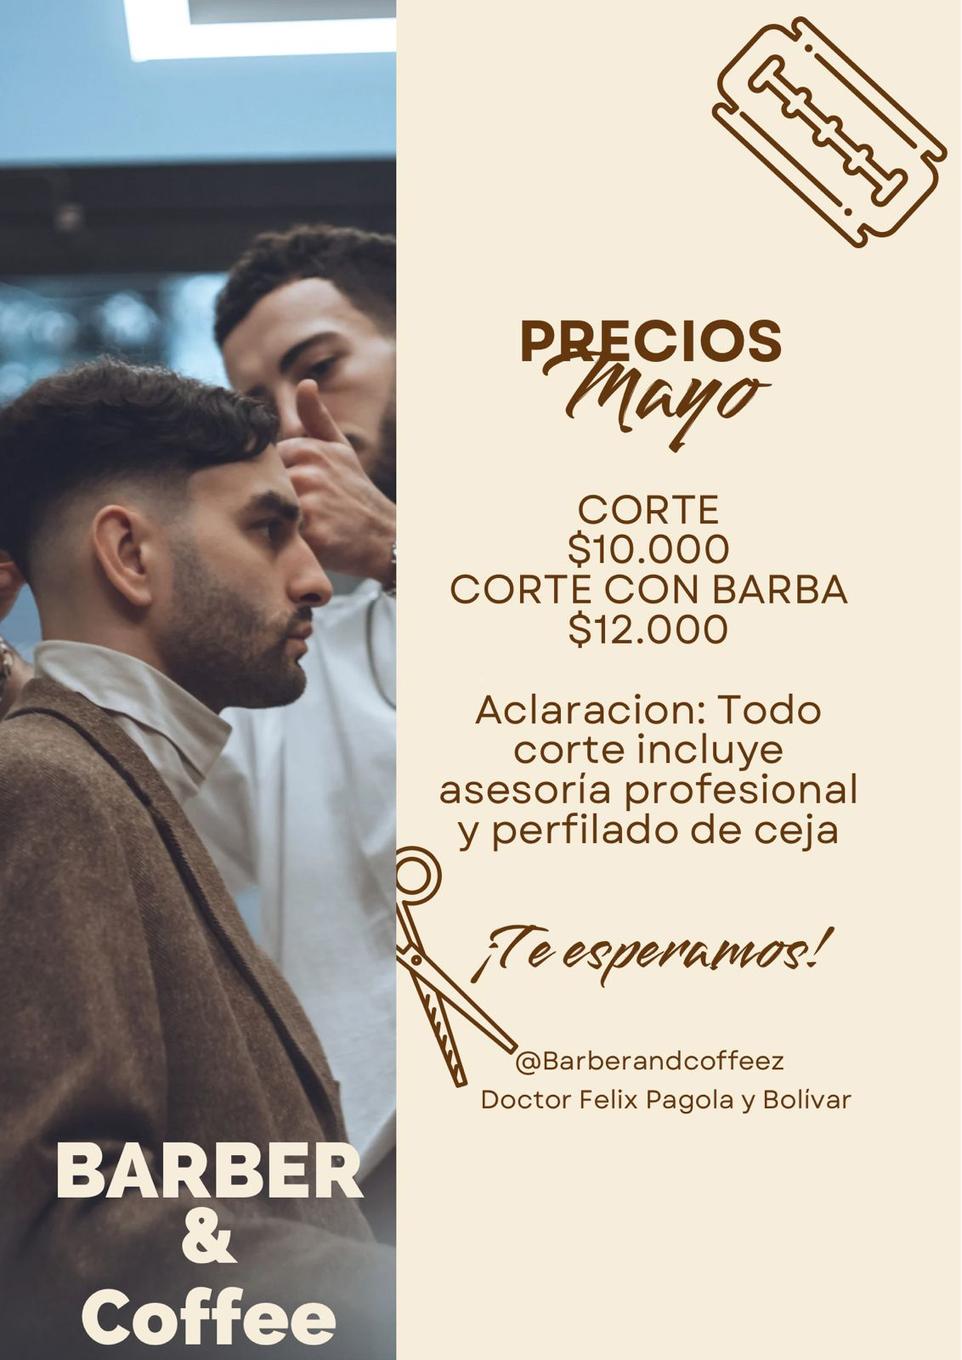 PRECIOS
Mayo
CORTE
$10.000
CORTE CON BARBA
$12.000
Aclaracion: Todo
corte incluye
asesoría profesional
y perfilado de ceja
¡Te esperamos!
@Barberandcoffeez
Doctor Felix Pagola y Bolívar
BARBER
&
Coffee